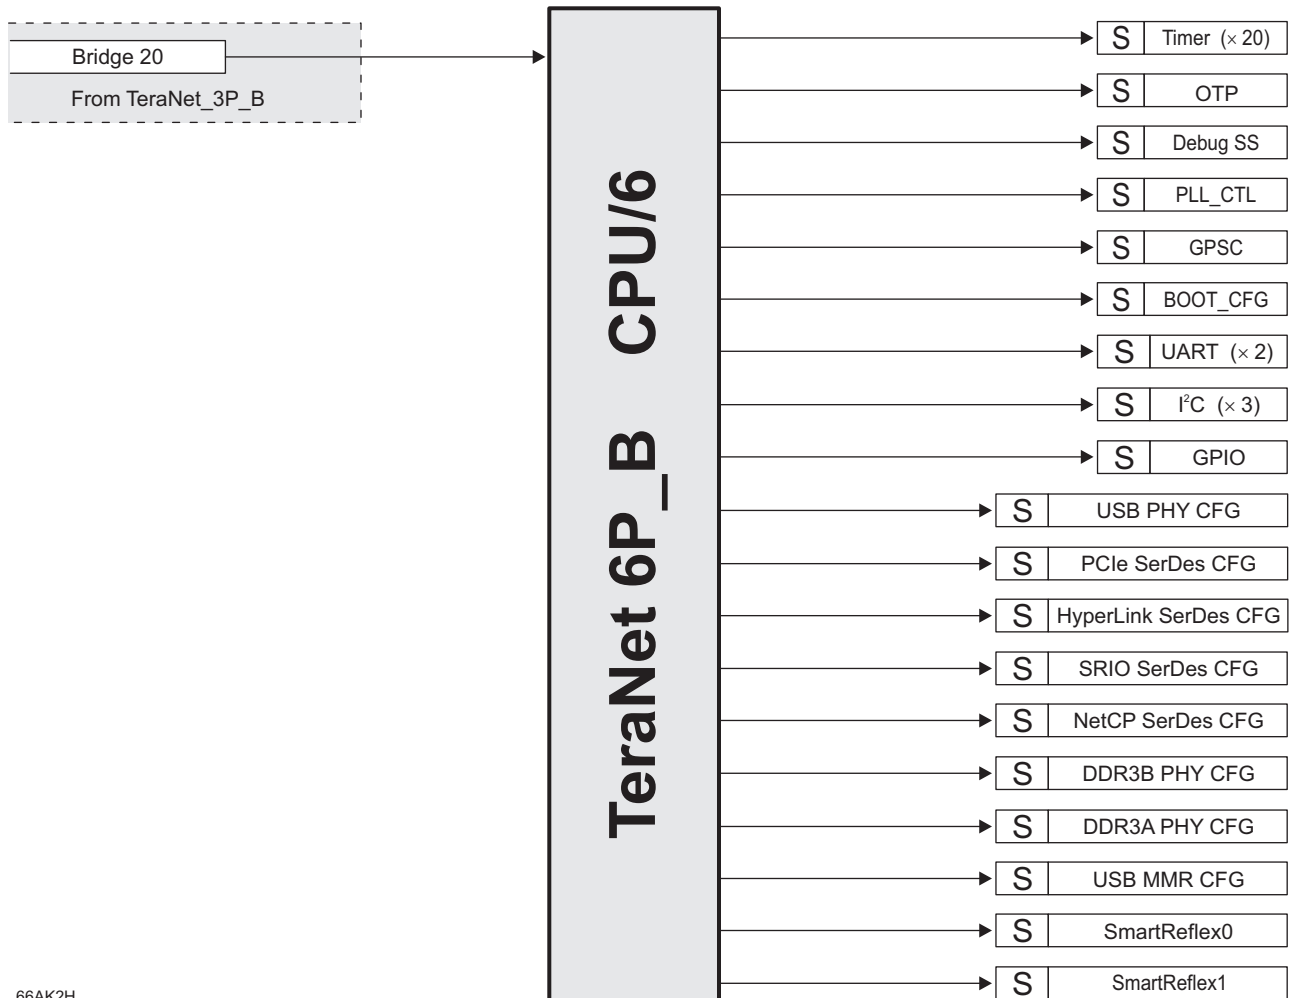 Bridge 20
From TeraNet_3P_B
TeraNet 6P_B CPU/6
S Timer (× 20)
S OTP
S Debug SS
S PLL_CTL
S GPSC
S BOOT_CFG
S UART (× 2)
S I²C (× 3)
S GPIO
S USB PHY CFG
S PCIe SerDes CFG
S HyperLink SerDes CFG
S SRIO SerDes CFG
S NetCP SerDes CFG
S DDR3B PHY CFG
S DDR3A PHY CFG
S USB MMR CFG
S SmartReflex0
S SmartReflex1
66AK2H